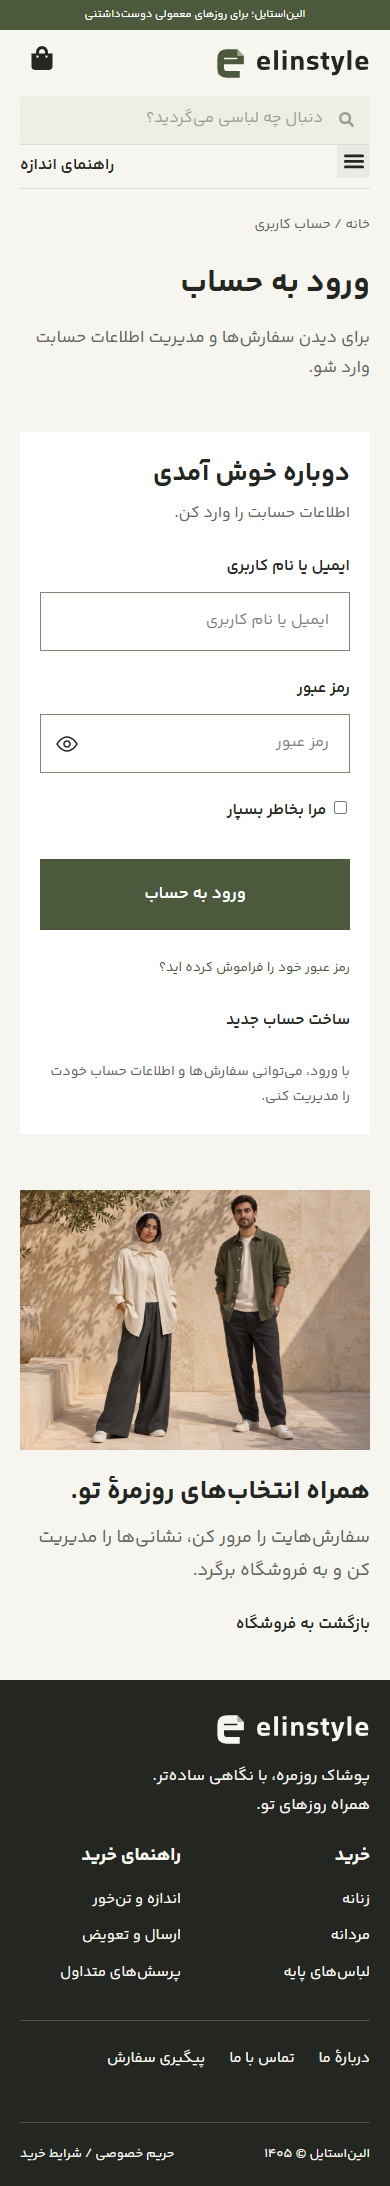 الین‌استایل؛ برای روزهای معمولی دوست‌داشتنی
elinstyle
دنبال چه لباسی می‌گردید؟
راهنمای اندازه
خانه / حساب کاربری
ورود به حساب
برای دیدن سفارش‌ها و مدیریت اطلاعات حسابت
وارد شو.
دوباره خوش آمدی
اطلاعات حسابت را وارد کن.
ایمیل یا نام کاربری
ایمیل یا نام کاربری
رمز عبور
رمز عبور
مرا بخاطر بسپار
ورود به حساب
رمز عبور خود را فراموش کرده اید؟
ساخت حساب جدید
با ورود، می‌توانی سفارش‌ها و اطلاعات حساب خودت
را مدیریت کنی.
همراه انتخاب‌های روزمرهٔ تو.
سفارش‌هایت را مرور کن، نشانی‌ها را مدیریت
کن و به فروشگاه برگرد.
بازگشت به فروشگاه
elinstyle
پوشاک روزمره، با نگاهی ساده‌تر.
همراه روزهای تو.
خرید
زنانه
مردانه
لباس‌های پایه
راهنمای خرید
اندازه و تن‌خور
ارسال و تعویض
پرسش‌های متداول
دربارهٔ ما تماس با ما پیگیری سفارش
الین‌استایل © ۱۴۰۵
حریم خصوصی / شرایط خرید